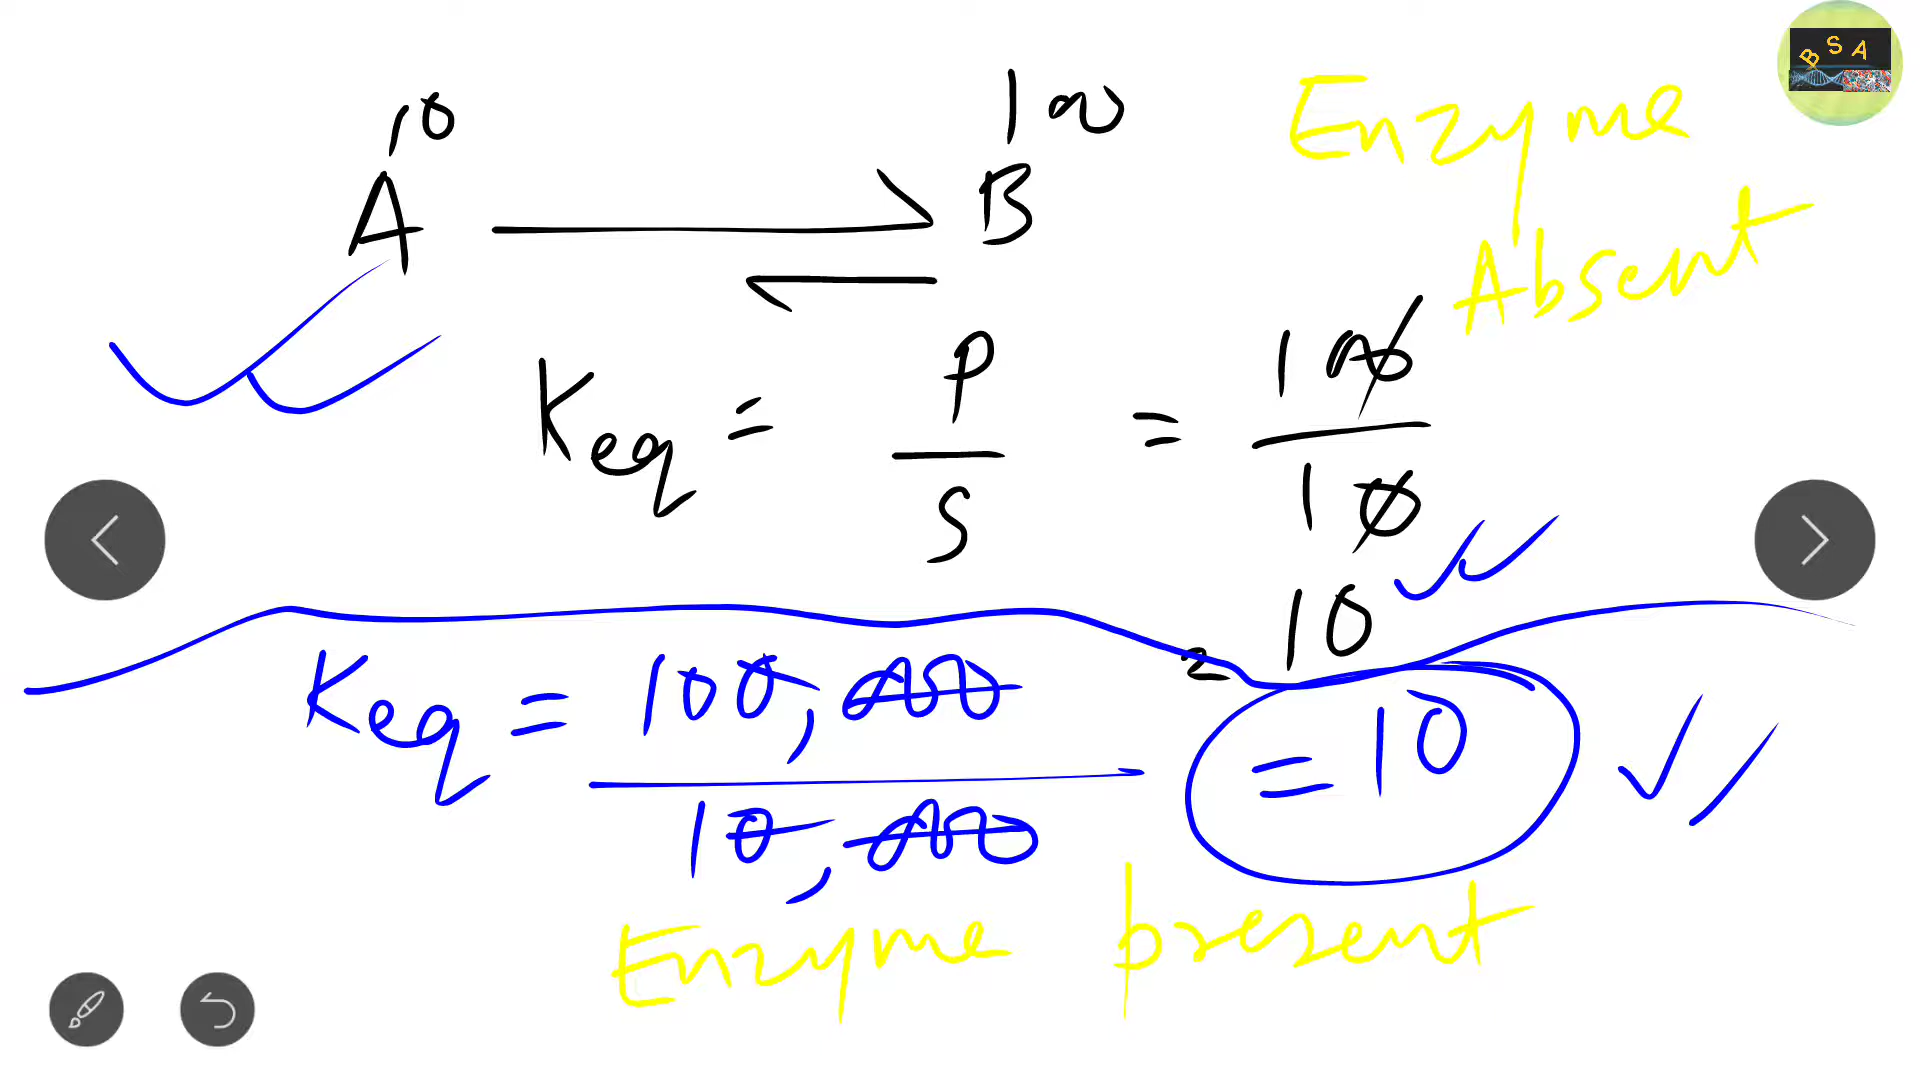 BSA
10 100
A B
Enzyme
Absent
Keq = P/S = 100/10
= 10
Keq = 100,000/10,000 = 10
Enzyme present